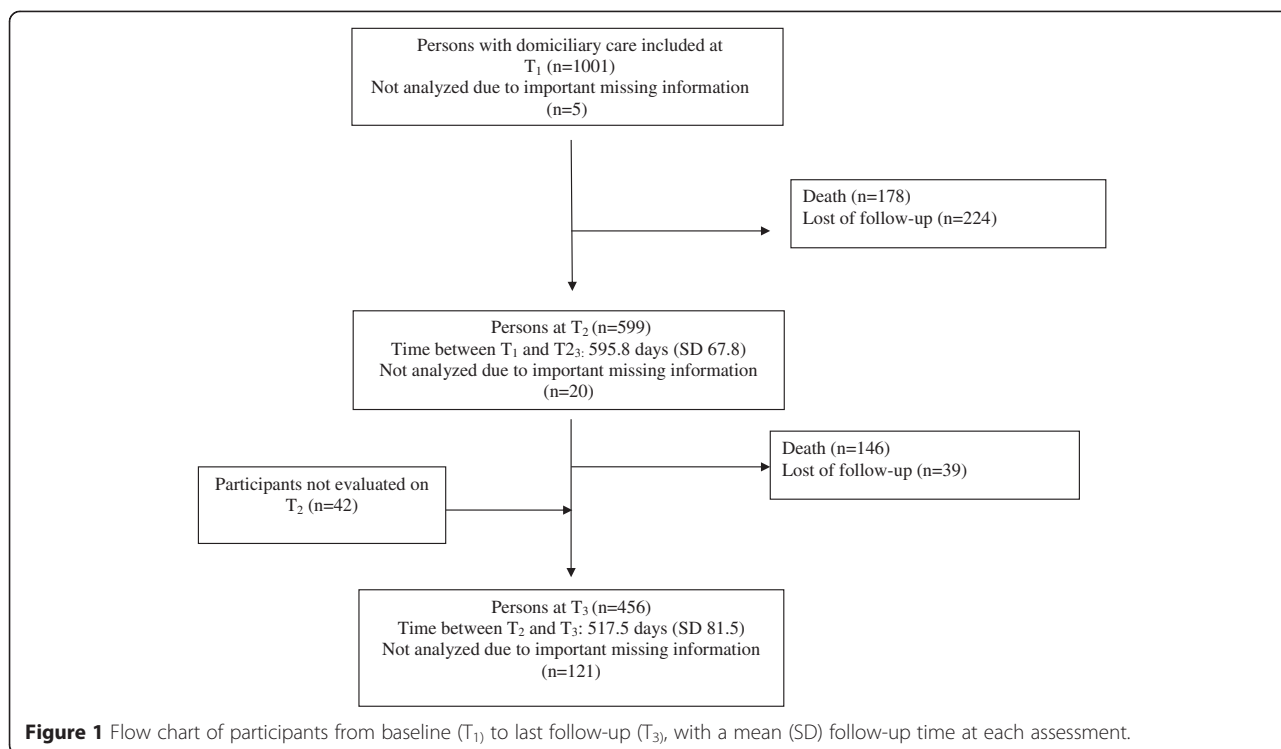 Persons with domiciliary care included at
T₁ (n=1001)
Not analyzed due to important missing information
(n=5)
Death (n=178)
Lost of follow-up (n=224)
Persons at T₂ (n=599)
Time between T₁ and T2₃: 595.8 days (SD 67.8)
Not analyzed due to important missing information
(n=20)
Death (n=146)
Lost of follow-up (n=39)
Participants not evaluated on
T₂ (n=42)
Persons at T₃ (n=456)
Time between T₂ and T₃: 517.5 days (SD 81.5)
Not analyzed due to important missing information
(n=121)
Figure 1 Flow chart of participants from baseline (T₁) to last follow-up (T₃), with a mean (SD) follow-up time at each assessment.